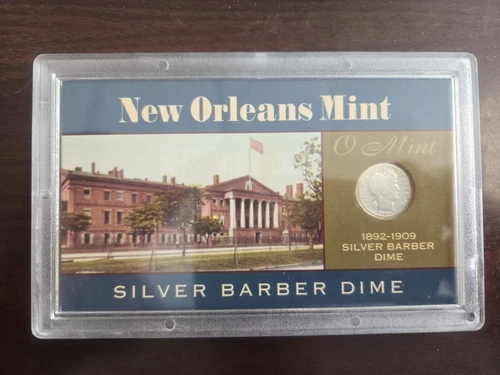 New Orleans Mint
O Mint
1892-1909
SILVER BARBER
DIME
SILVER BARBER DIME